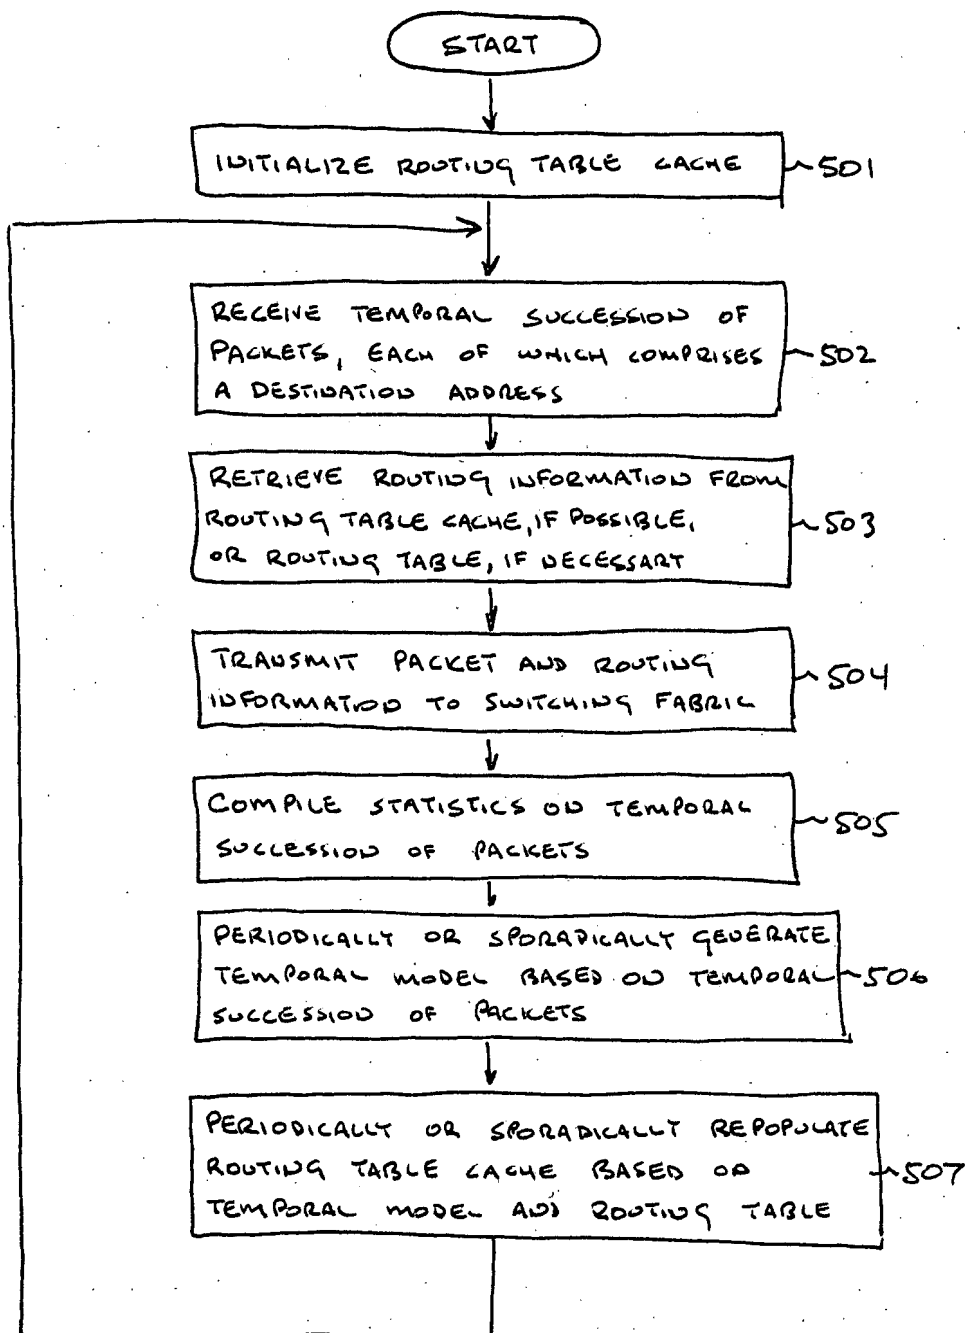 START
INITIALIZE ROUTING TABLE CACHE
501
RECEIVE TEMPORAL SUCCESSION OF
PACKETS, EACH OF WHICH COMPRISES
A DESTINATION ADDRESS
502
RETRIEVE ROUTING INFORMATION FROM
ROUTING TABLE CACHE, IF POSSIBLE,
OR ROUTING TABLE, IF NECESSARY
503
TRANSMIT PACKET AND ROUTING
INFORMATION TO SWITCHING FABRIC
504
COMPILE STATISTICS ON TEMPORAL
SUCCESSION OF PACKETS
505
PERIODICALLY OR SPORADICALLY GENERATE
TEMPORAL MODEL BASED ON TEMPORAL
SUCCESSION OF PACKETS
506
PERIODICALLY OR SPORADICALLY REPOPULATE
ROUTING TABLE CACHE BASED ON
TEMPORAL MODEL AND ROUTING TABLE
507